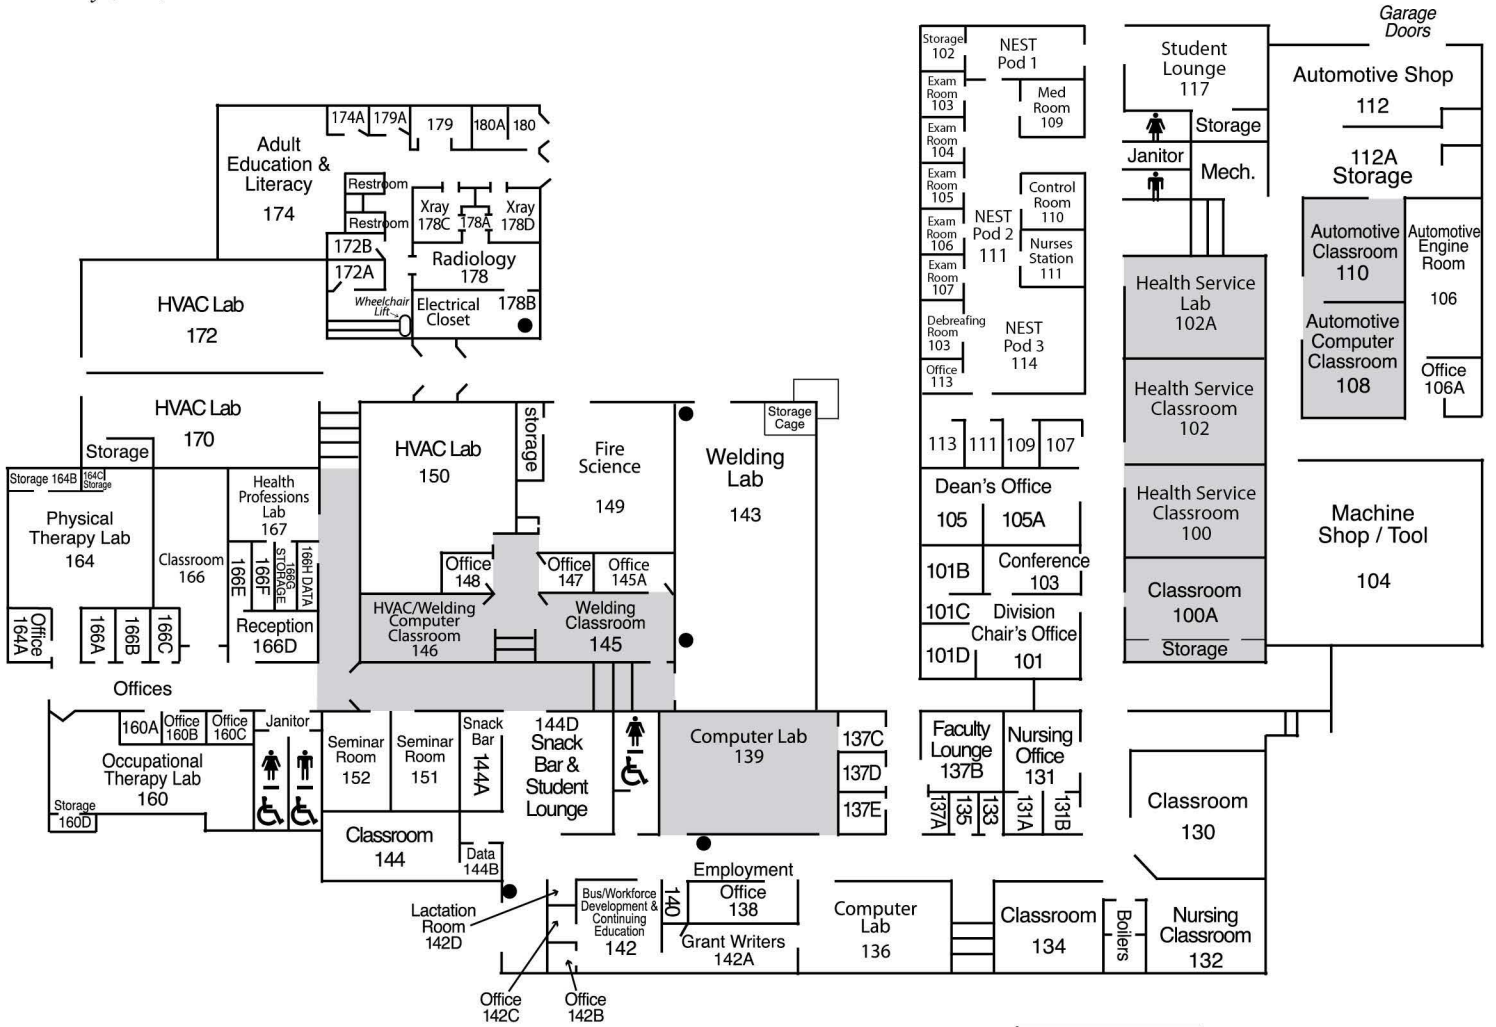 Garage
Doors
Storage
102
NEST
Pod 1
Student
Lounge
117
Automotive Shop
112
Exam
Room
103
Med
Room
109
174A
179A
179
180A
180
Storage
Adult
Education &
Literacy
174
Exam
Room
104
Janitor
Mech.
112A
Storage
Restroom
Restroom
Exam
Room
105
Control
Room
110
Xray
178C
178A
Xray
178D
Exam
Room
106
NEST
Pod 2
111
Nurses
Station
111
Automotive
Classroom
110
Automotive
Engine
Room
106
172B
172A
Radiology
178
Exam
Room
107
Health Service
Lab
102A
HVAC Lab
172
Wheelchair
Lift
Electrical
Closet
178B
Debreafing
Room
103
NEST
Pod 3
114
Automotive
Computer
Classroom
108
Office
113
Office
106A
HVAC Lab
170
Storage
Cage
Health Service
Classroom
102
storage
HVAC Lab
150
Fire
Science
149
Welding
Lab
143
113
111
109
107
Storage
Storage 164B
164C
Storage
Health
Professions
Lab
167
Dean's Office
105
105A
Health Service
Classroom
100
Machine
Shop / Tool
104
Physical
Therapy Lab
164
Classroom
166
166E
166F
166G
STORAGE
166H DATA
Office
148
Office
147
Office
145A
101B
Conference
103
Classroom
100A
Office
164A
166A
166B
166C
Reception
166D
HVAC/Welding
Computer
Classroom
146
Welding
Classroom
145
101C
Division
Chair's Office
101
101D
Storage
Offices
160A
Office
160B
Office
160C
Janitor
Seminar
Room
152
Seminar
Room
151
Snack
Bar
144A
144D
Snack
Bar &
Student
Lounge
Computer Lab
139
137C
137D
137E
Faculty
Lounge
137B
Nursing
Office
131
Occupational
Therapy Lab
160
Storage
160D
137A
135
133
131A
131B
Classroom
130
Classroom
144
Data
144B
Employment
Office
138
Lactation
Room
142D
Bus/Workforce
Development &
Continuing
Education
142
140
Grant Writers
142A
Computer
Lab
136
Classroom
134
Boilers
Nursing
Classroom
132
Office
142C
Office
142B